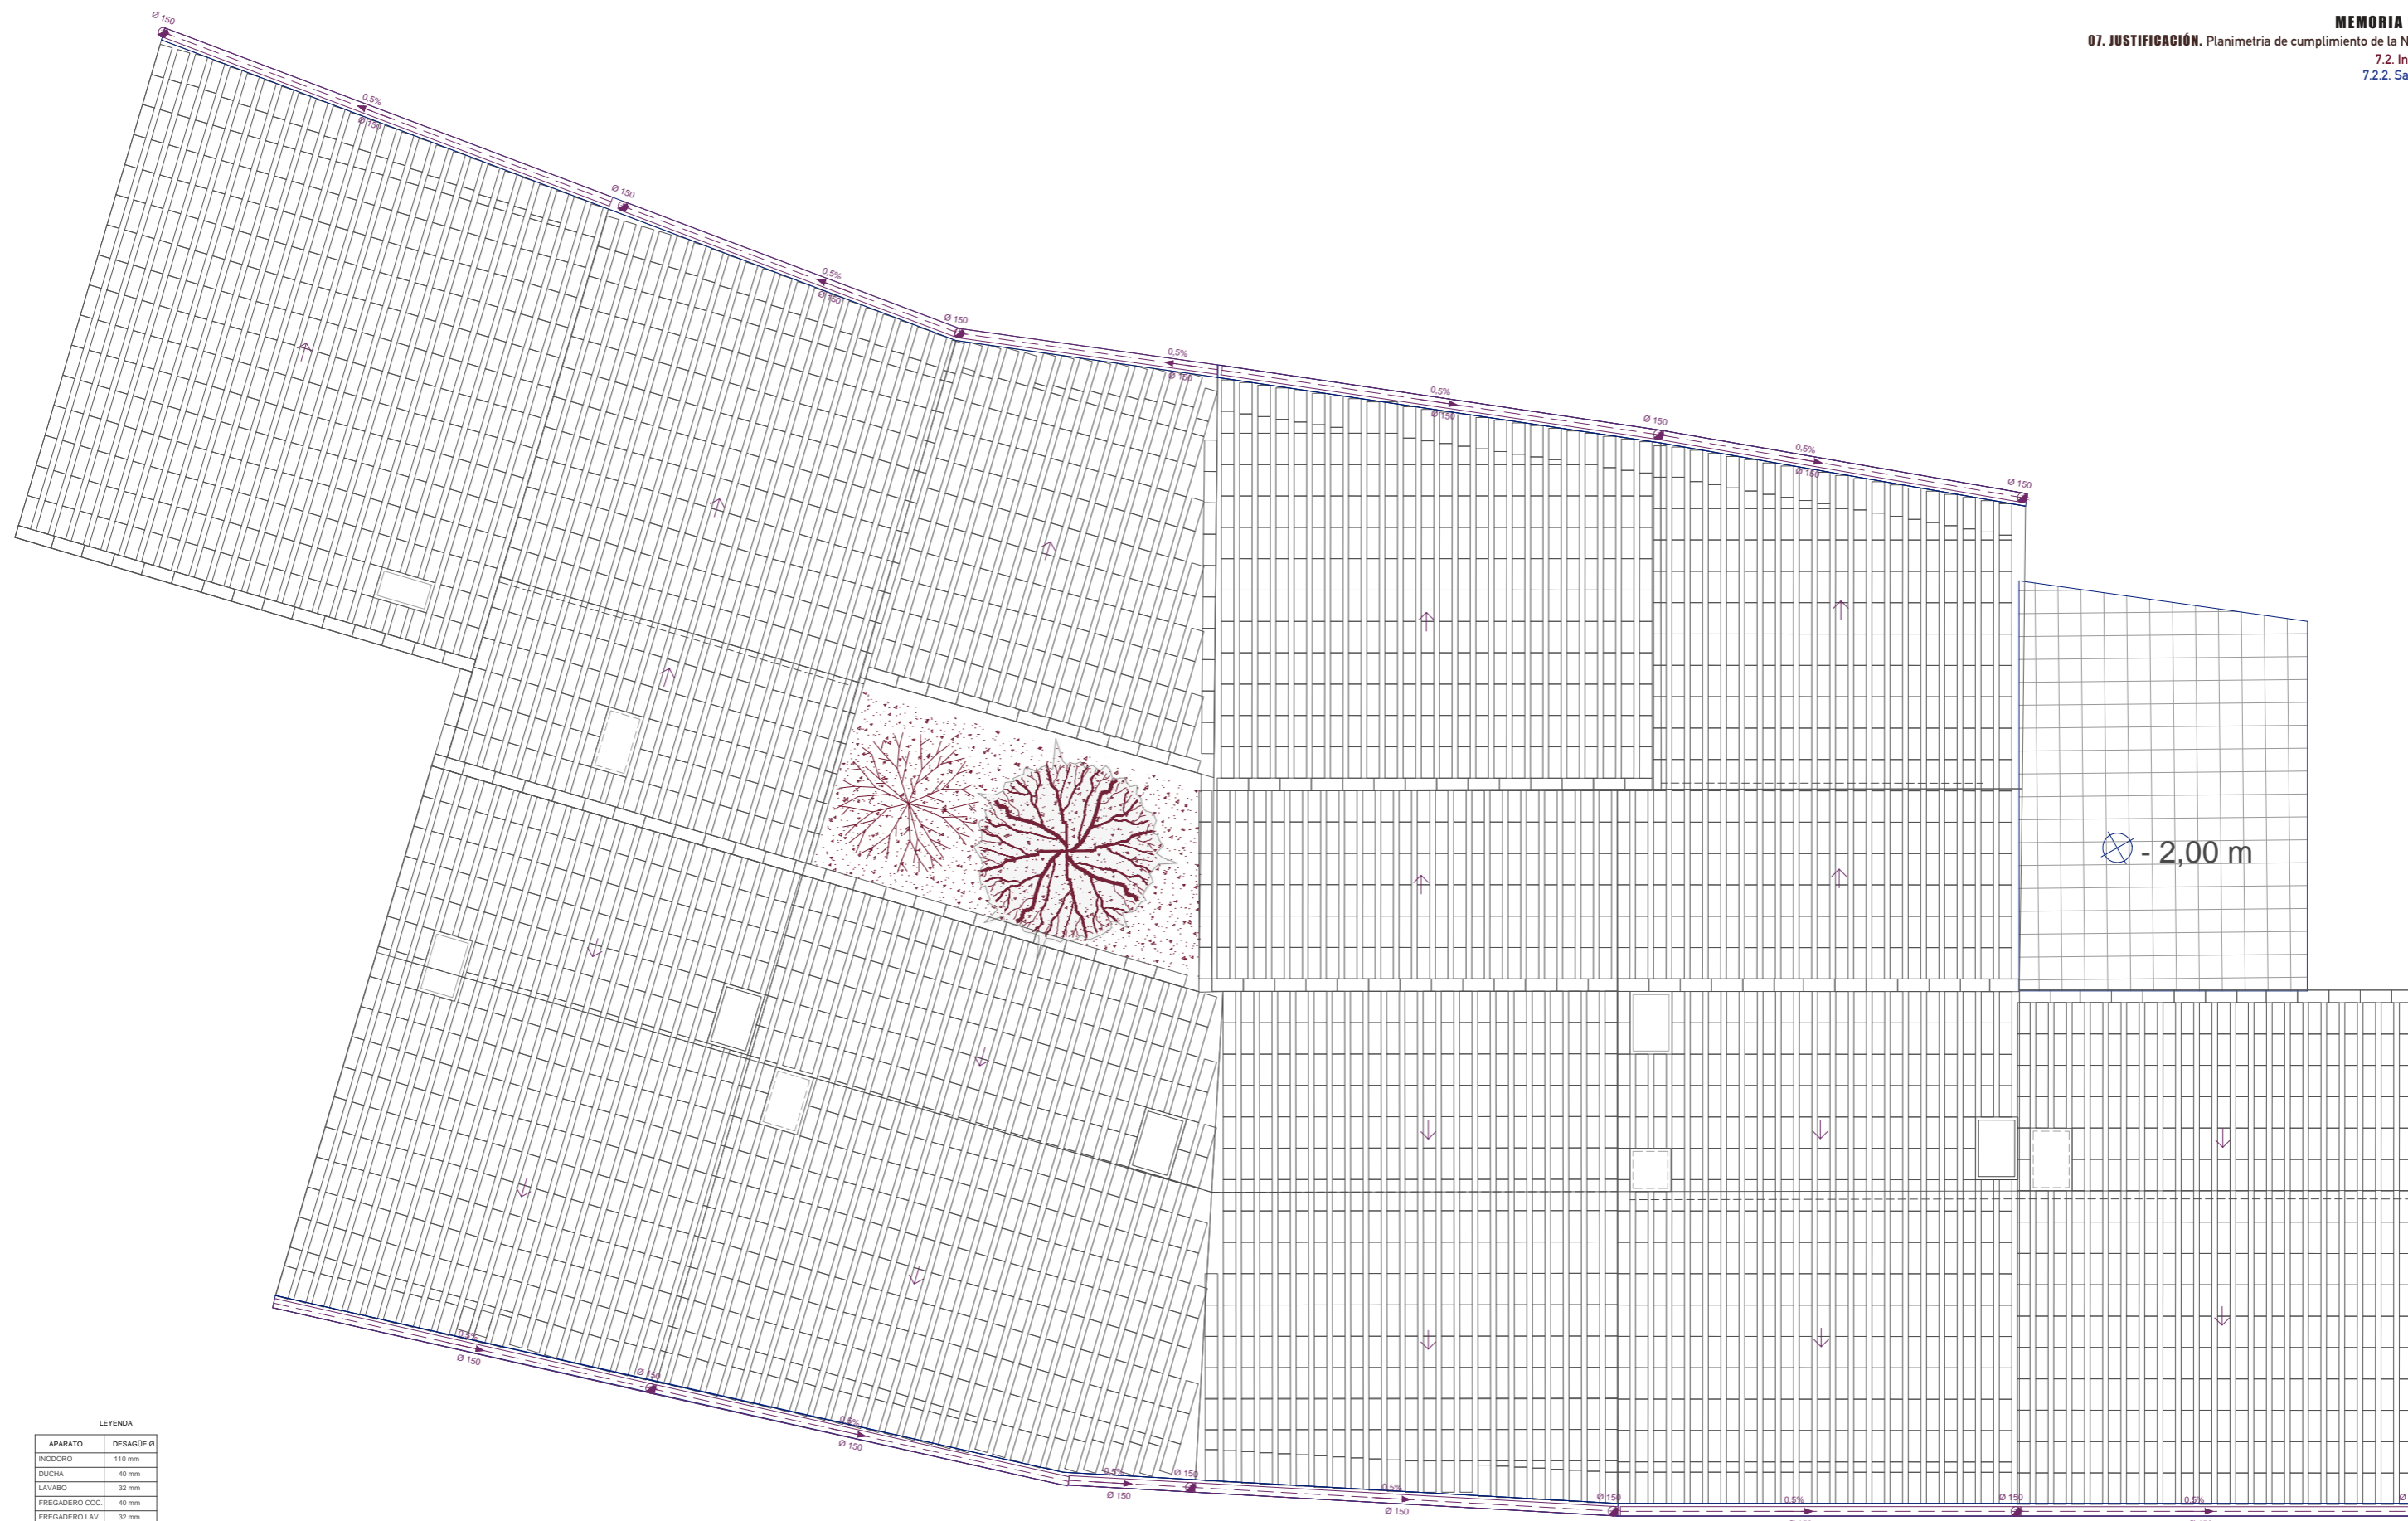 MEMORIA
07. JUSTIFICACIÓN. Planimetria de cumplimiento de la N
7.2. In
7.2.2. Sa
Ø 150
0,5%
Ø 150
Ø 150
0,5%
Ø 150
Ø 150
0,5%
Ø 150
0,5%
Ø 150
Ø 150
0,5%
Ø 150
Ø 150
- 2,00 m
0,5%
Ø 150
Ø 150
0,5%
Ø 150
0,5%
Ø 150
Ø 150
0,5%
Ø 150
Ø 150
0,5%
Ø 150
0,5%
LEYENDA
APARATO DESAGÜE Ø
INODORO 110 mm
DUCHA 40 mm
LAVABO 32 mm
FREGADERO COC. 40 mm
FREGADERO LAV. 32 mm